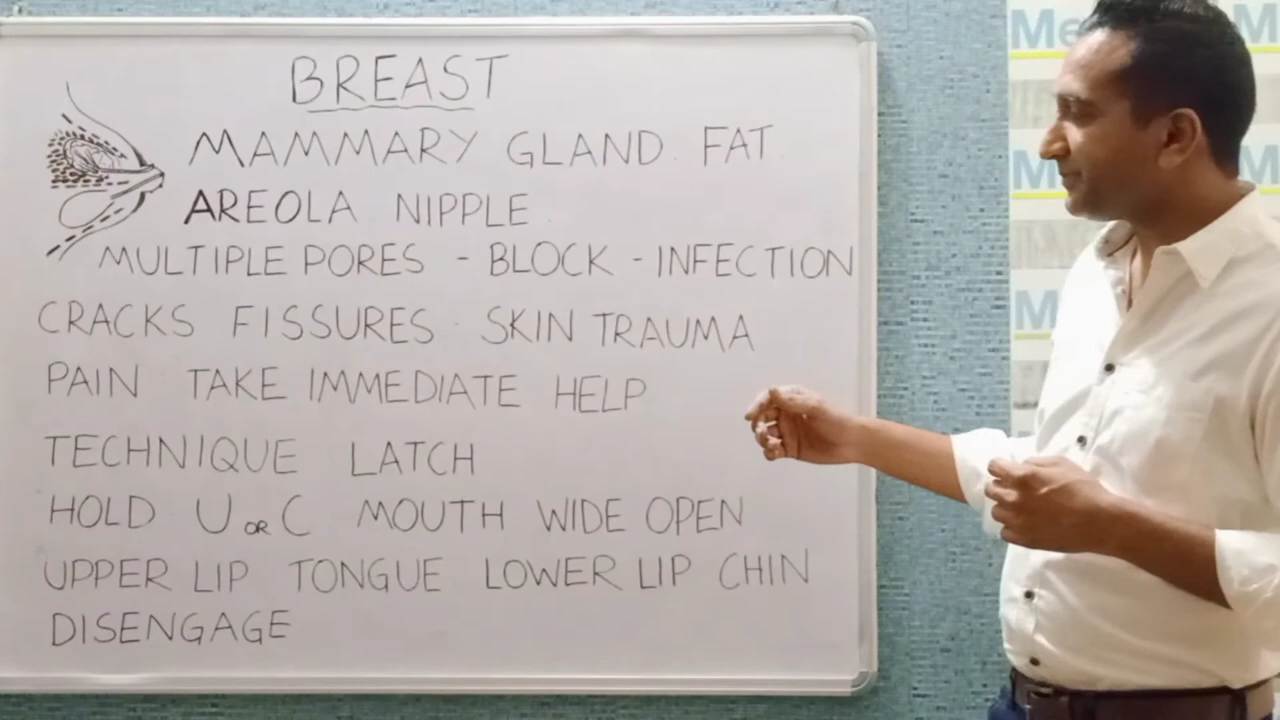 BREAST
MAMMARY GLAND FAT
AREOLA NIPPLE
MULTIPLE PORES - BLOCK - INFECTION
CRACKS FISSURES SKIN TRAUMA
PAIN TAKE IMMEDIATE HELP
TECHNIQUE LATCH
HOLD U OR C MOUTH WIDE OPEN
UPPER LIP TONGUE LOWER LIP CHIN
DISENGAGE